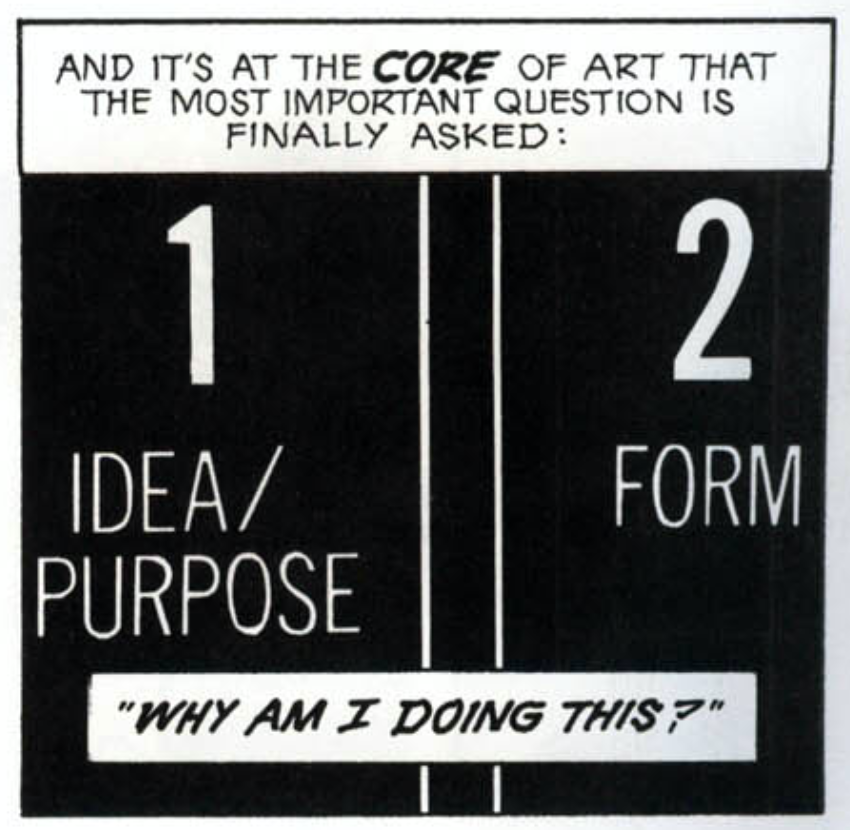 AND IT'S AT THE CORE OF ART THAT
THE MOST IMPORTANT QUESTION IS
FINALLY ASKED:
1
IDEA/
PURPOSE
2
FORM
"WHY AM I DOING THIS?"